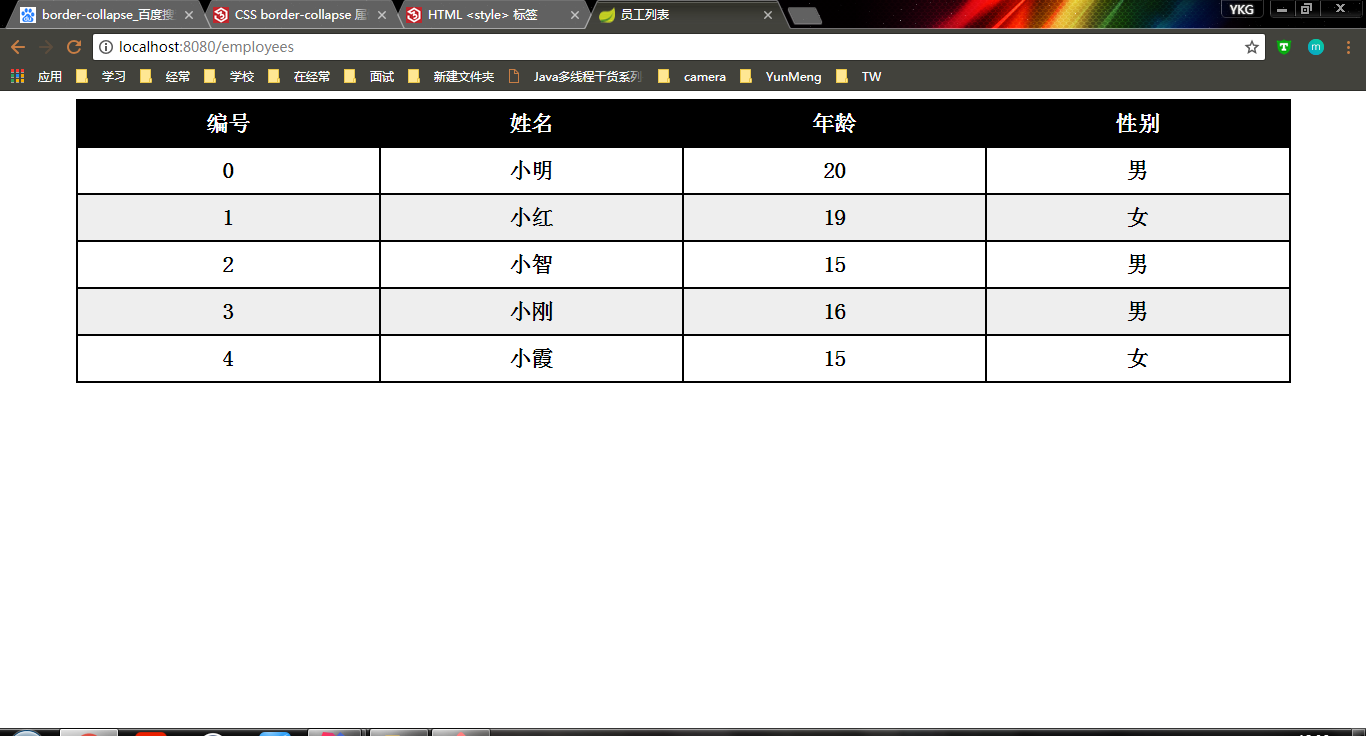 border-collapse_百度搜
CSS border-collapse 属
HTML <style> 标签
员工列表
YKG
localhost:8080/employees
应用 学习 经常 学校 在经常 面试 新建文件夹 Java多线程干货系列 camera YunMeng TW
编号 姓名 年龄 性别
0 小明 20 男
1 小红 19 女
2 小智 15 男
3 小刚 16 男
4 小霞 15 女